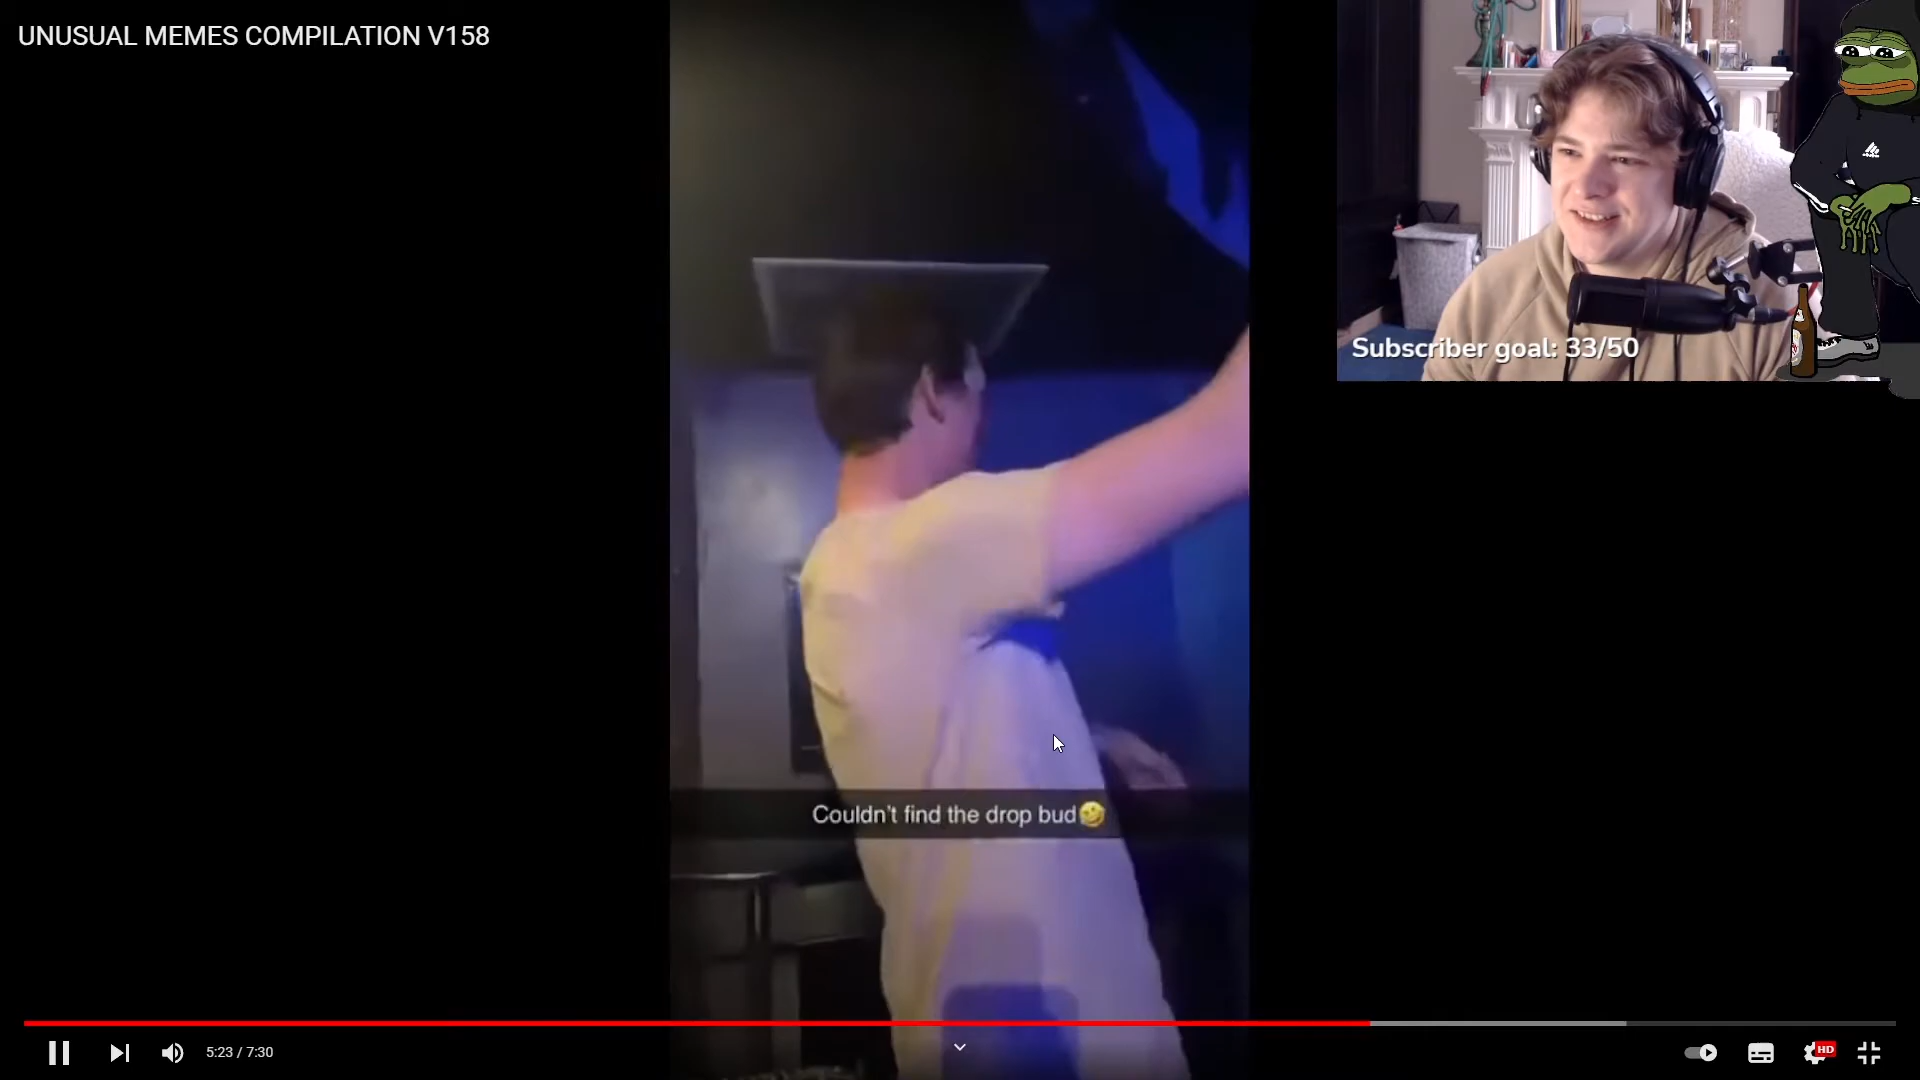 UNUSUAL MEMES COMPILATION V158
Subscriber goal: 33/50
Couldn't find the drop bud🤣
5:23 / 7:30
HD